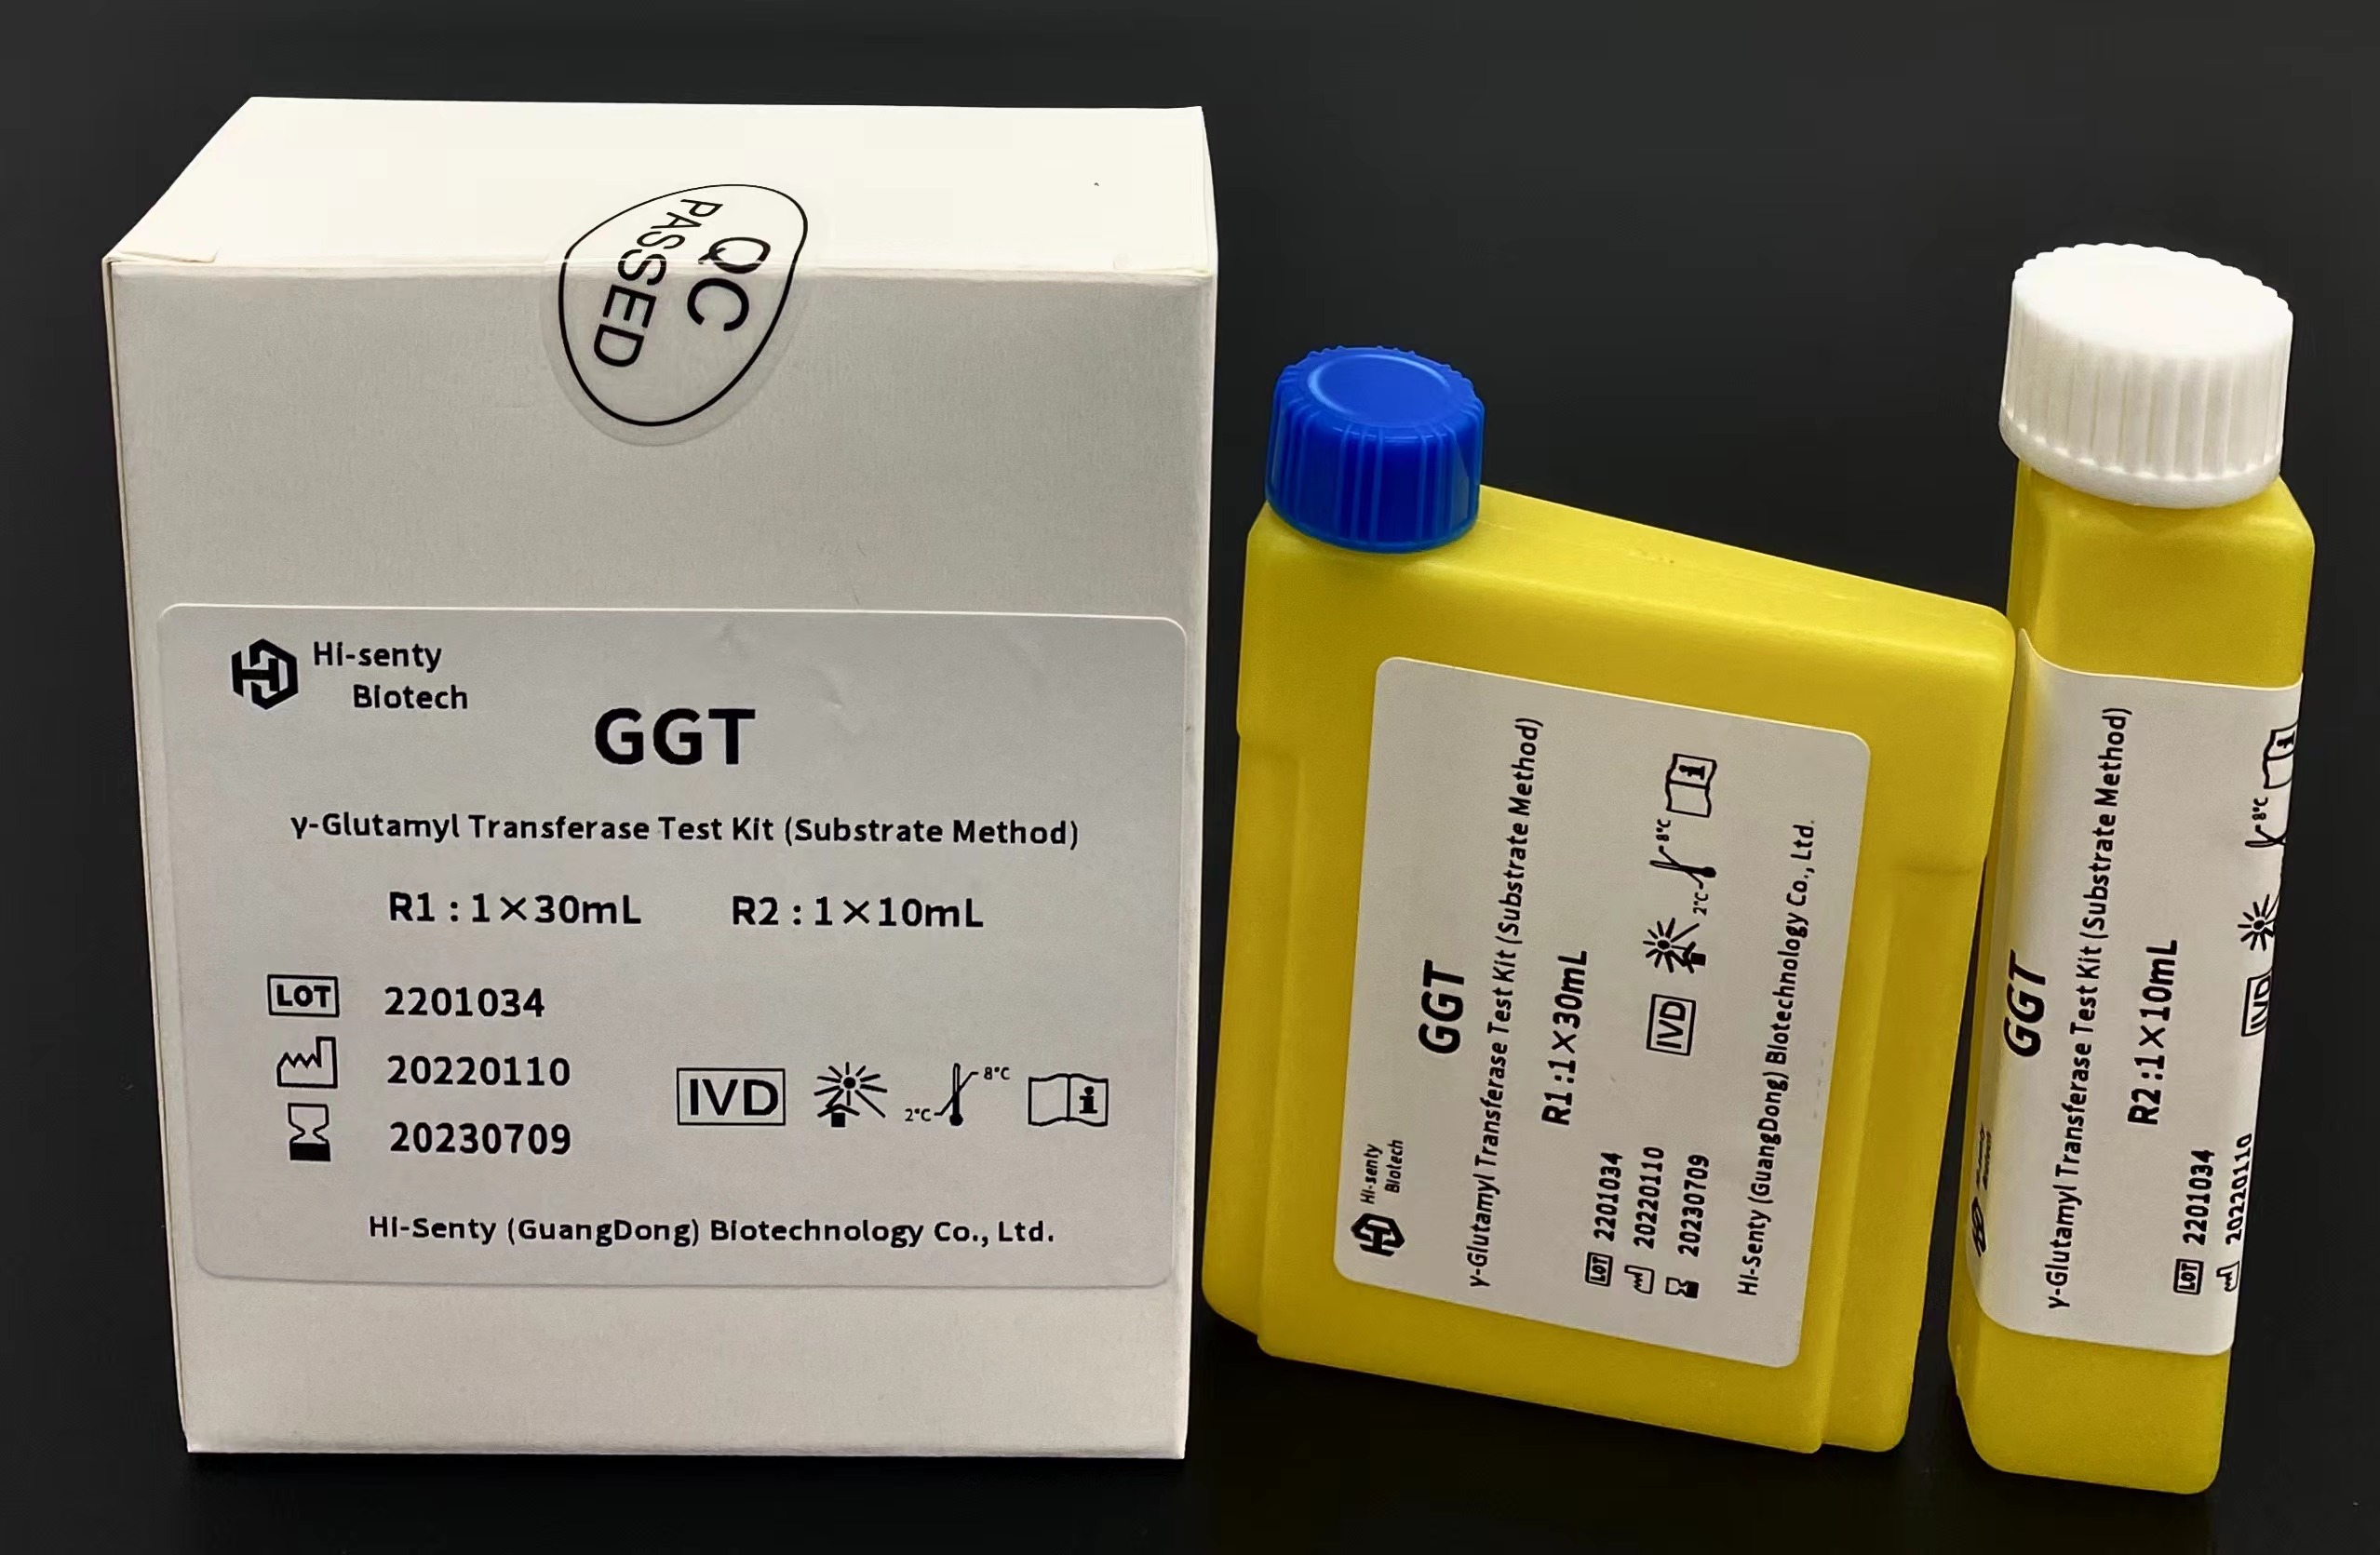 QC
PASSED
Hi-senty
Biotech
GGT
γ-Glutamyl Transferase Test Kit (Substrate Method)
R1 : 1×30mL R2 : 1×10mL
LOT 2201034
20220110
20230709
IVD 2°C 8°C i
Hi-Senty (GuangDong) Biotechnology Co., Ltd.
Hi-senty
Biotech
GGT
γ-Glutamyl Transferase Test Kit (Substrate Method)
R1 : 1×30mL
LOT 2201034
20220110
20230709
IVD 2°C 8°C i
Hi-Senty (GuangDong) Biotechnology Co., Ltd.
GGT
γ-Glutamyl Transferase Test Kit (Substrate Method)
R2 : 1×10mL
LOT 2201034
20220110
IVD 8°C i